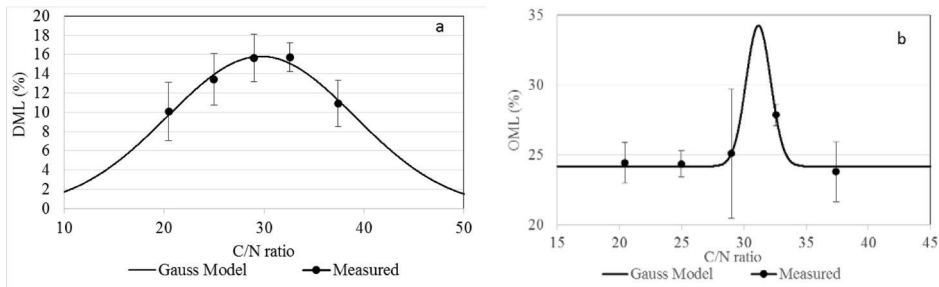 a
20
18
16
14
12
10
8
6
4
2
0
DML (%)
10 20 30 40 50
C/N ratio
Gauss Model Measured
b
35
30
25
20
OML (%)
15 20 25 30 35 40 45
C/N ratio
Gauss Model Measured